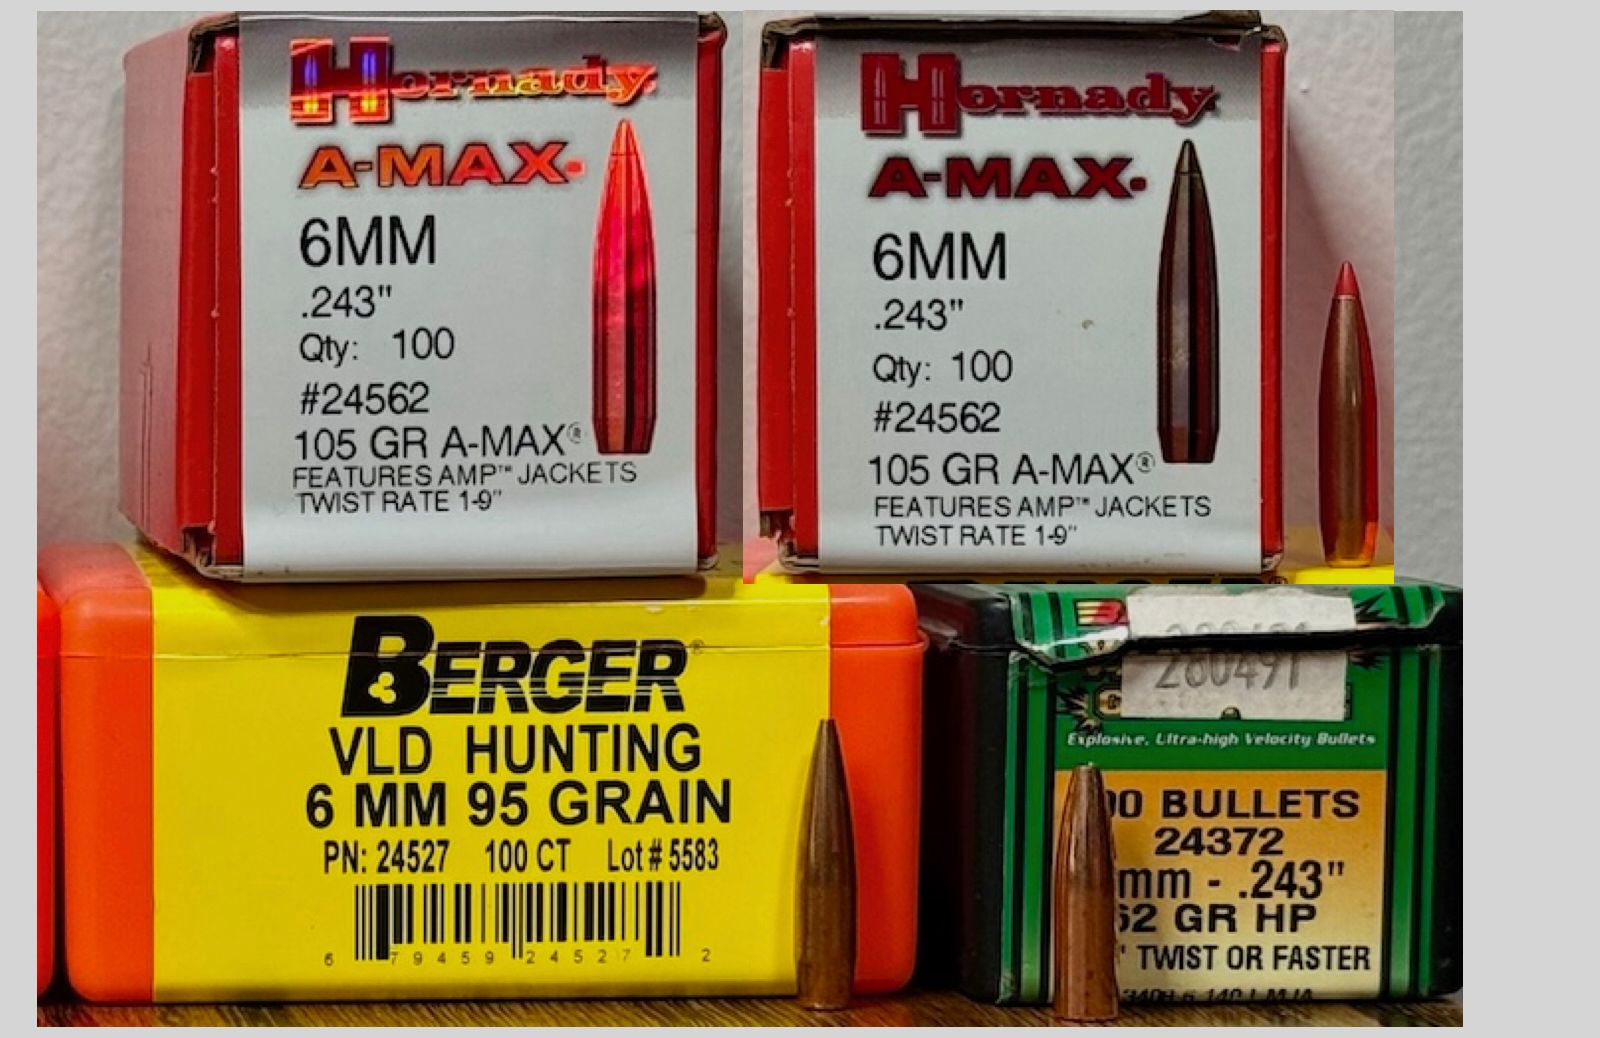 Hornady
A-MAX
6MM
.243"
Qty: 100
#24562
105 GR A-MAX®
FEATURES AMP™ JACKETS
TWIST RATE 1-9"
Hornady
A-MAX
6MM
.243"
Qty: 100
#24562
105 GR A-MAX®
FEATURES AMP™ JACKETS
TWIST RATE 1-9"
BERGER
VLD HUNTING
6 MM 95 GRAIN
PN: 24527 100 CT Lot # 5583
6 79459 24527 2
280491
Explosive, Ultra-high Velocity Bullets
BULLETS
24372
mm - .243"
62 GR HP
TWIST OR FASTER